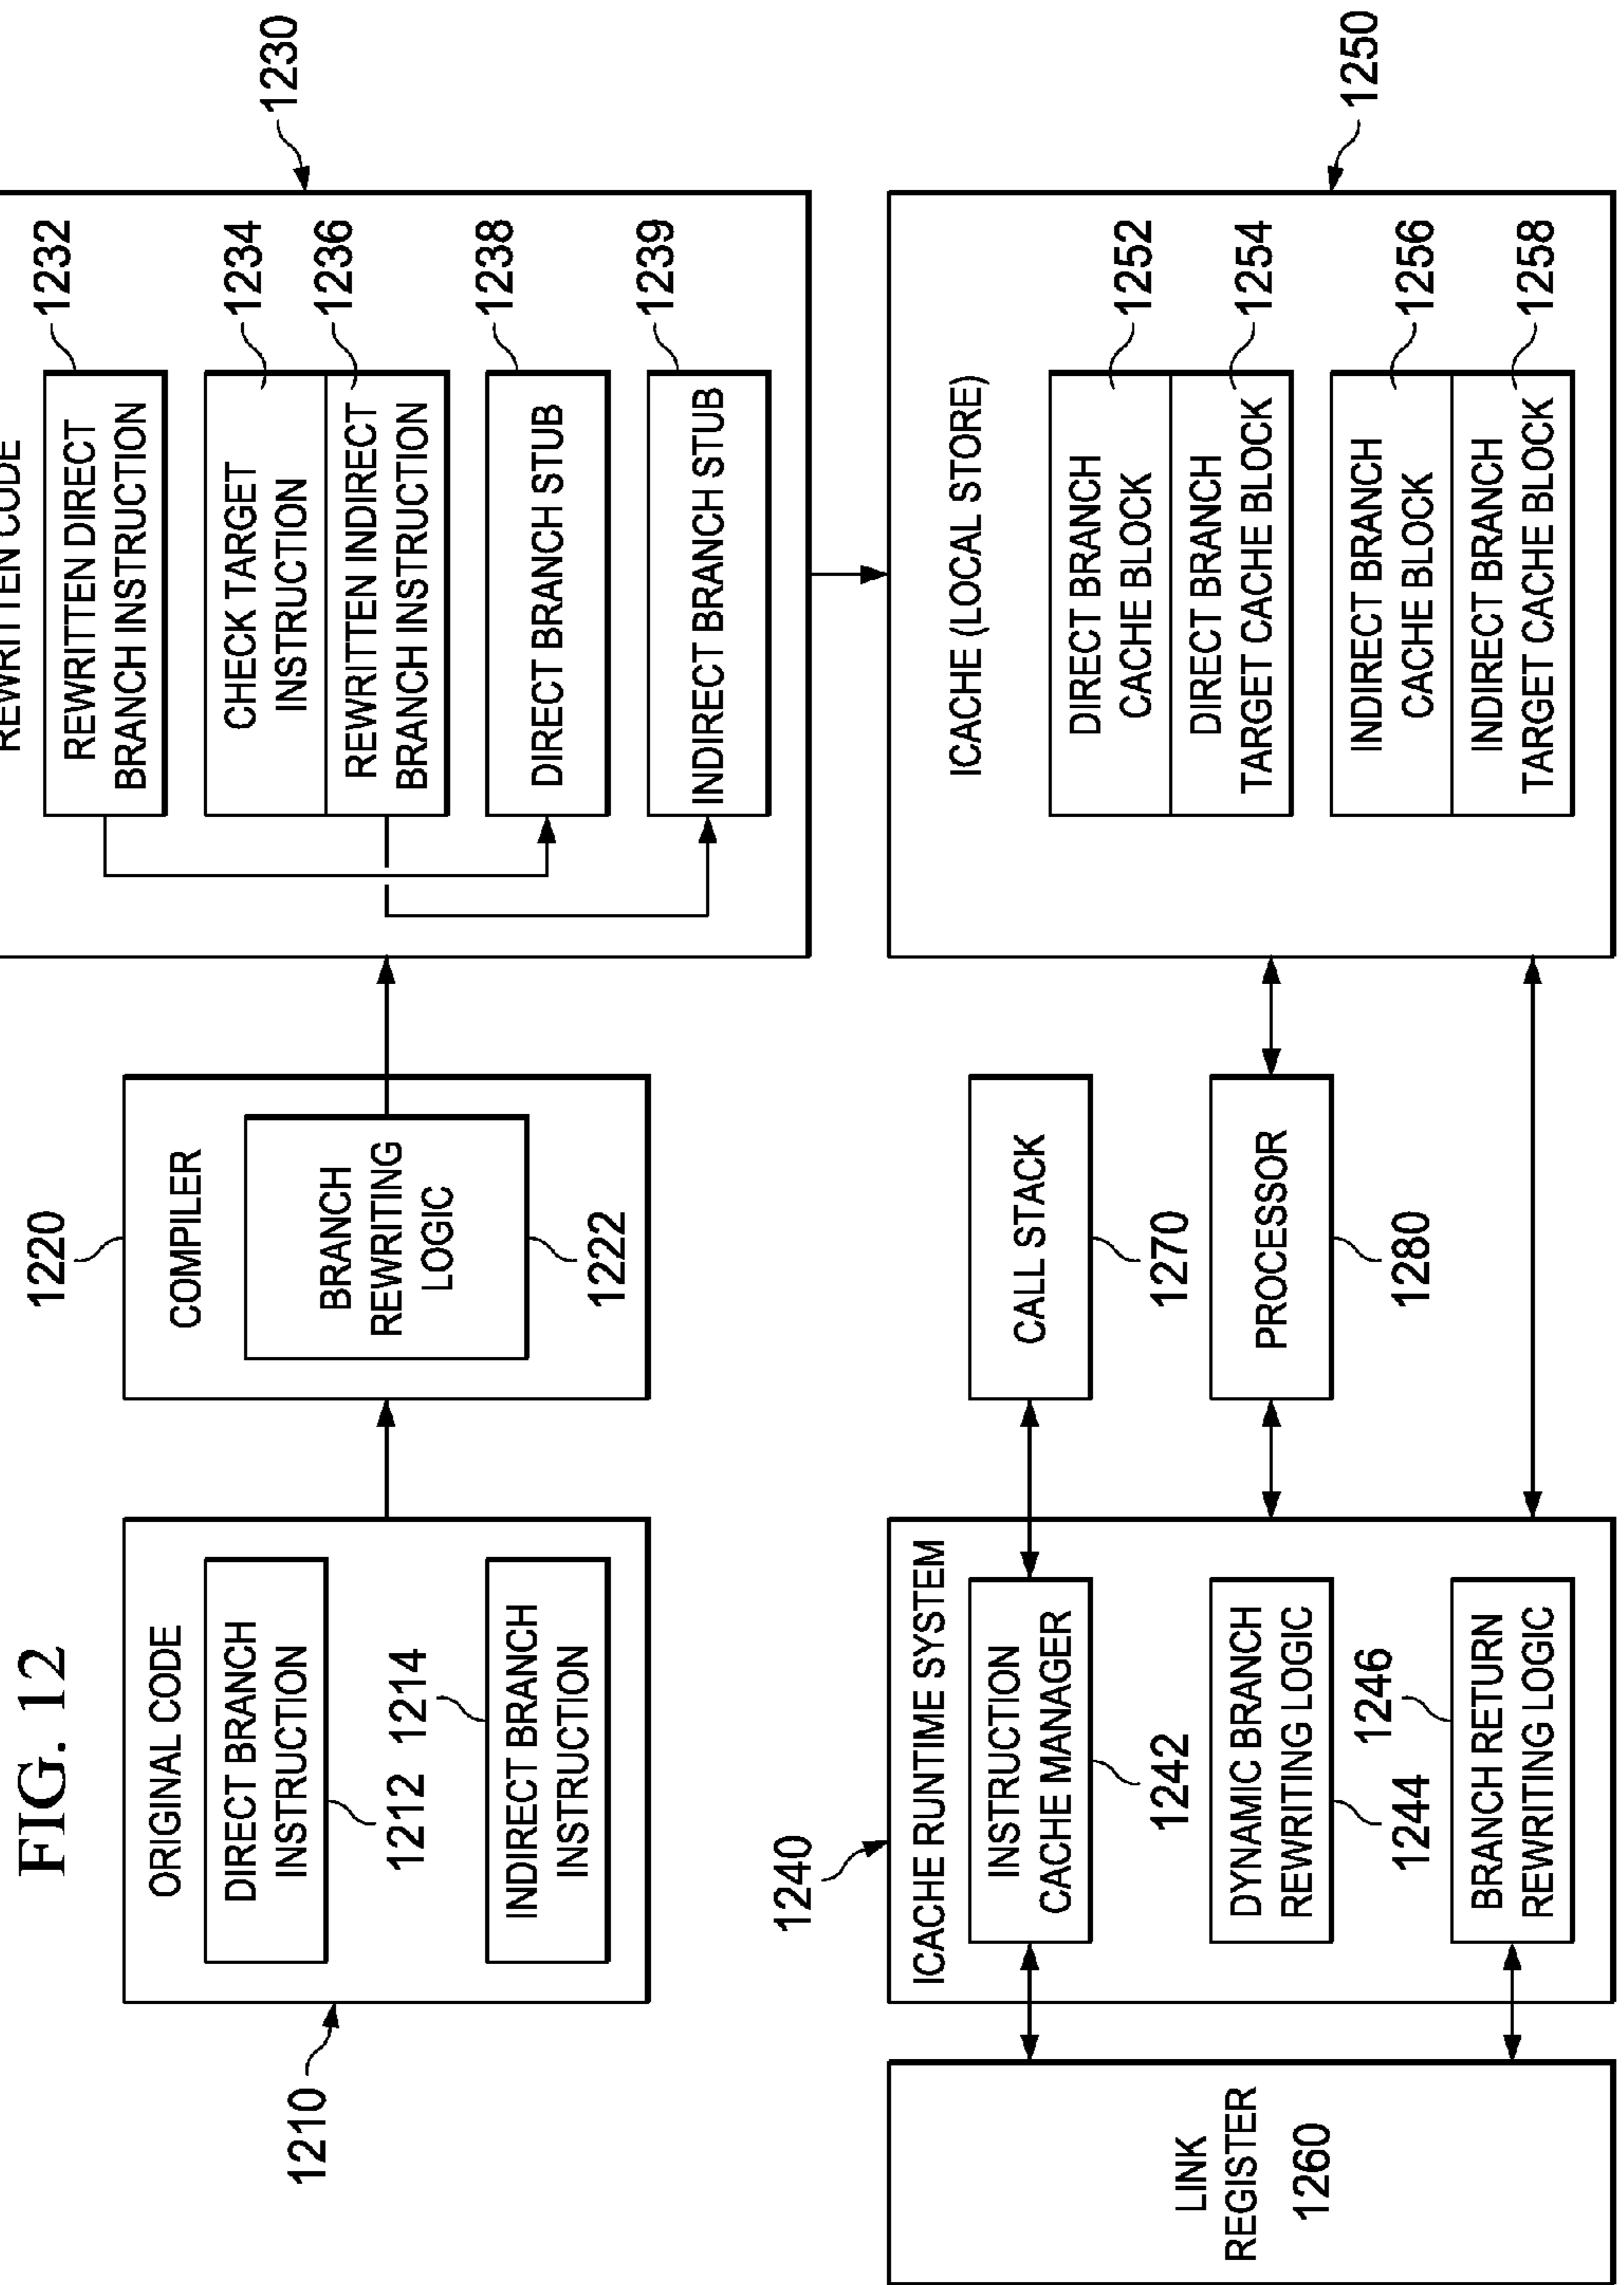 FIG. 12
1210
ORIGINAL CODE
DIRECT BRANCH
INSTRUCTION
1212
1214
INDIRECT BRANCH
INSTRUCTION
1220
COMPILER
BRANCH
REWRITING
LOGIC
1222
REWRITTEN CODE
1230
REWRITTEN DIRECT
BRANCH INSTRUCTION
1232
CHECK TARGET
INSTRUCTION
1234
REWRITTEN INDIRECT
BRANCH INSTRUCTION
1236
DIRECT BRANCH STUB
1238
INDIRECT BRANCH STUB
1239
LINK
REGISTER
1260
1240
ICACHE RUNTIME SYSTEM
INSTRUCTION
CACHE MANAGER
1242
DYNAMIC BRANCH
REWRITING LOGIC
1244
1246
BRANCH RETURN
REWRITING LOGIC
CALL STACK
1270
PROCESSOR
1280
ICACHE (LOCAL STORE)
1250
DIRECT BRANCH
CACHE BLOCK
1252
DIRECT BRANCH
TARGET CACHE BLOCK
1254
INDIRECT BRANCH
CACHE BLOCK
1256
INDIRECT BRANCH
TARGET CACHE BLOCK
1258